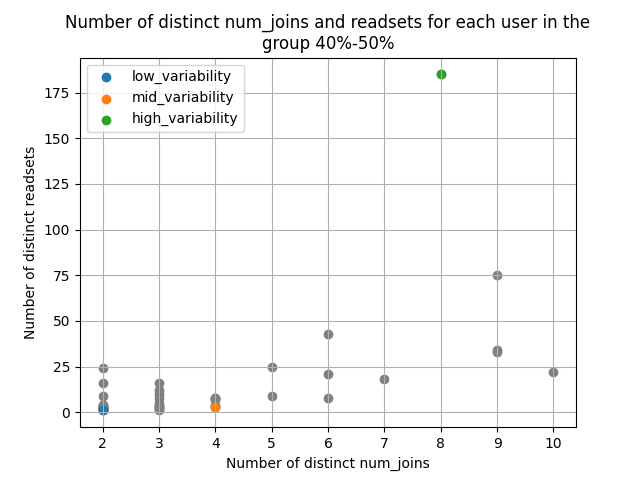 Number of distinct num_joins and readsets for each user in the
group 40%-50%
low_variability
mid_variability
high_variability
Number of distinct readsets
175
150
125
100
75
50
25
0
2 3 4 5 6 7 8 9 10
Number of distinct num_joins